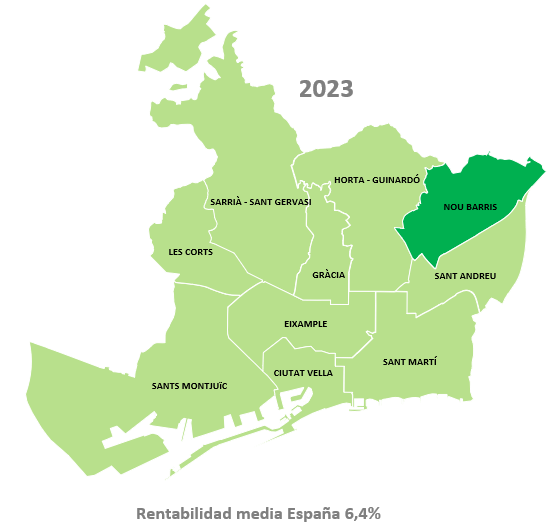 2023
HORTA - GUINARDÓ
SARRIÀ - SANT GERVASI
NOU BARRIS
LES CORTS
GRÀCIA
SANT ANDREU
EIXAMPLE
SANT MARTÍ
CIUTAT VELLA
SANTS MONTJUÏC
Rentabilidad media España 6,4%